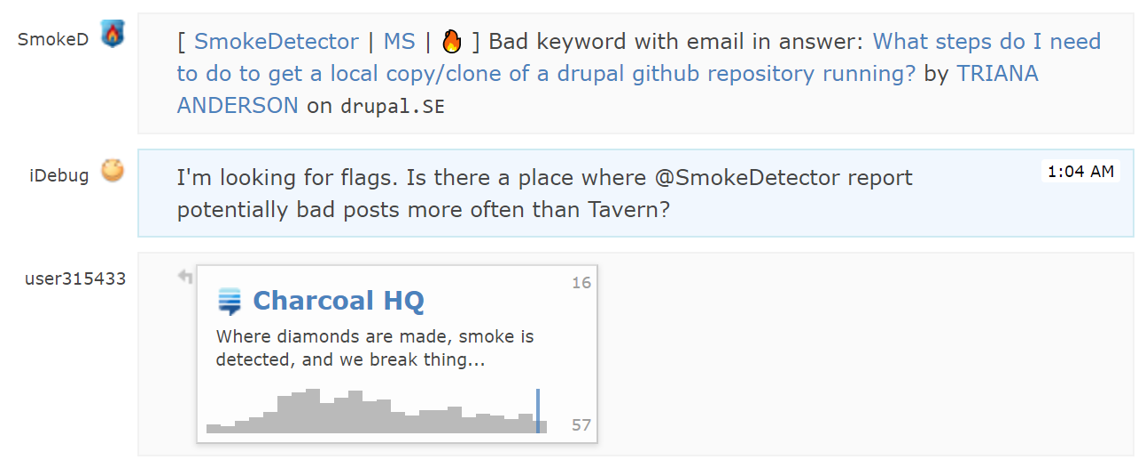 SmokeD
[ SmokeDetector | MS | 🔥 ] Bad keyword with email in answer: What steps do I need
to do to get a local copy/clone of a drupal github repository running? by TRIANA
ANDERSON on drupal.SE
iDebug
I'm looking for flags. Is there a place where @SmokeDetector report
potentially bad posts more often than Tavern?
1:04 AM
user315433
Charcoal HQ
16
Where diamonds are made, smoke is
detected, and we break thing...
57